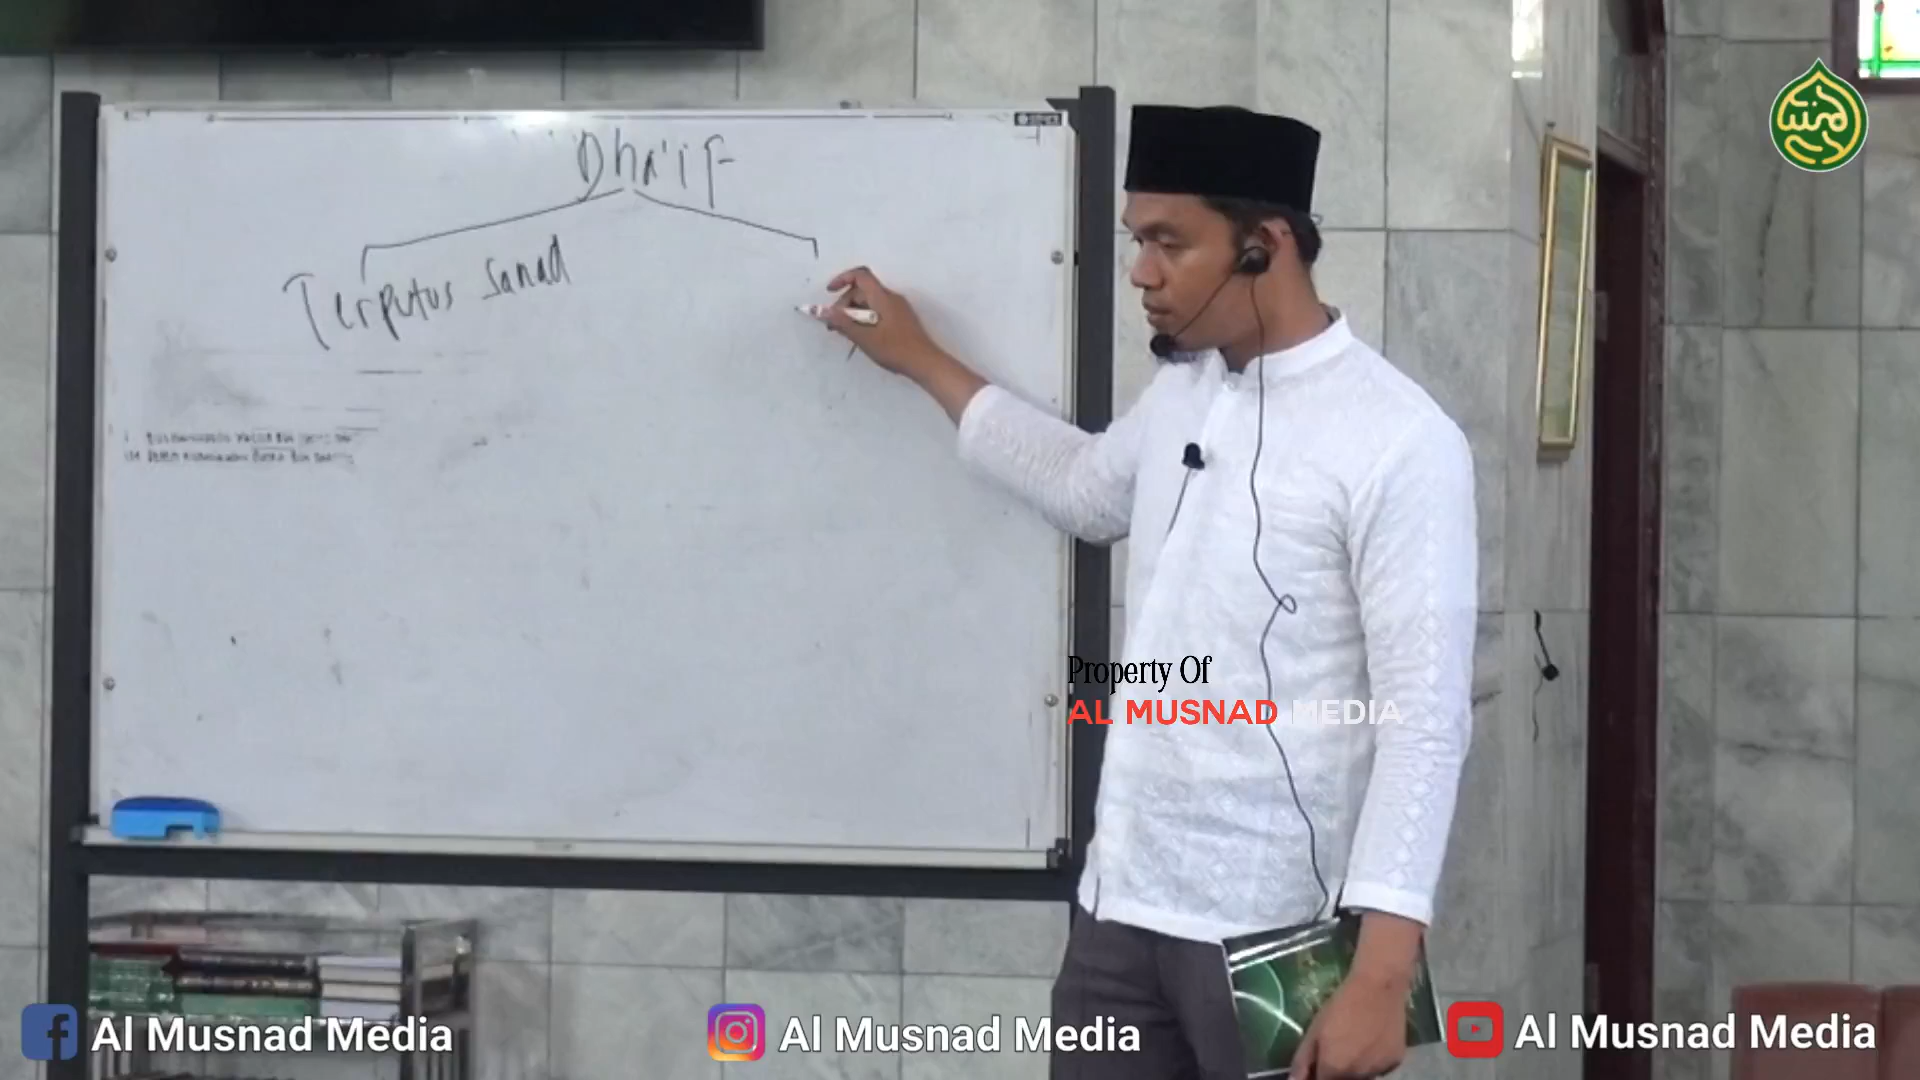 Dha'if
Terputus Sanad
Property Of
AL MUSNAD MEDIA
Al Musnad Media
Al Musnad Media
Al Musnad Media